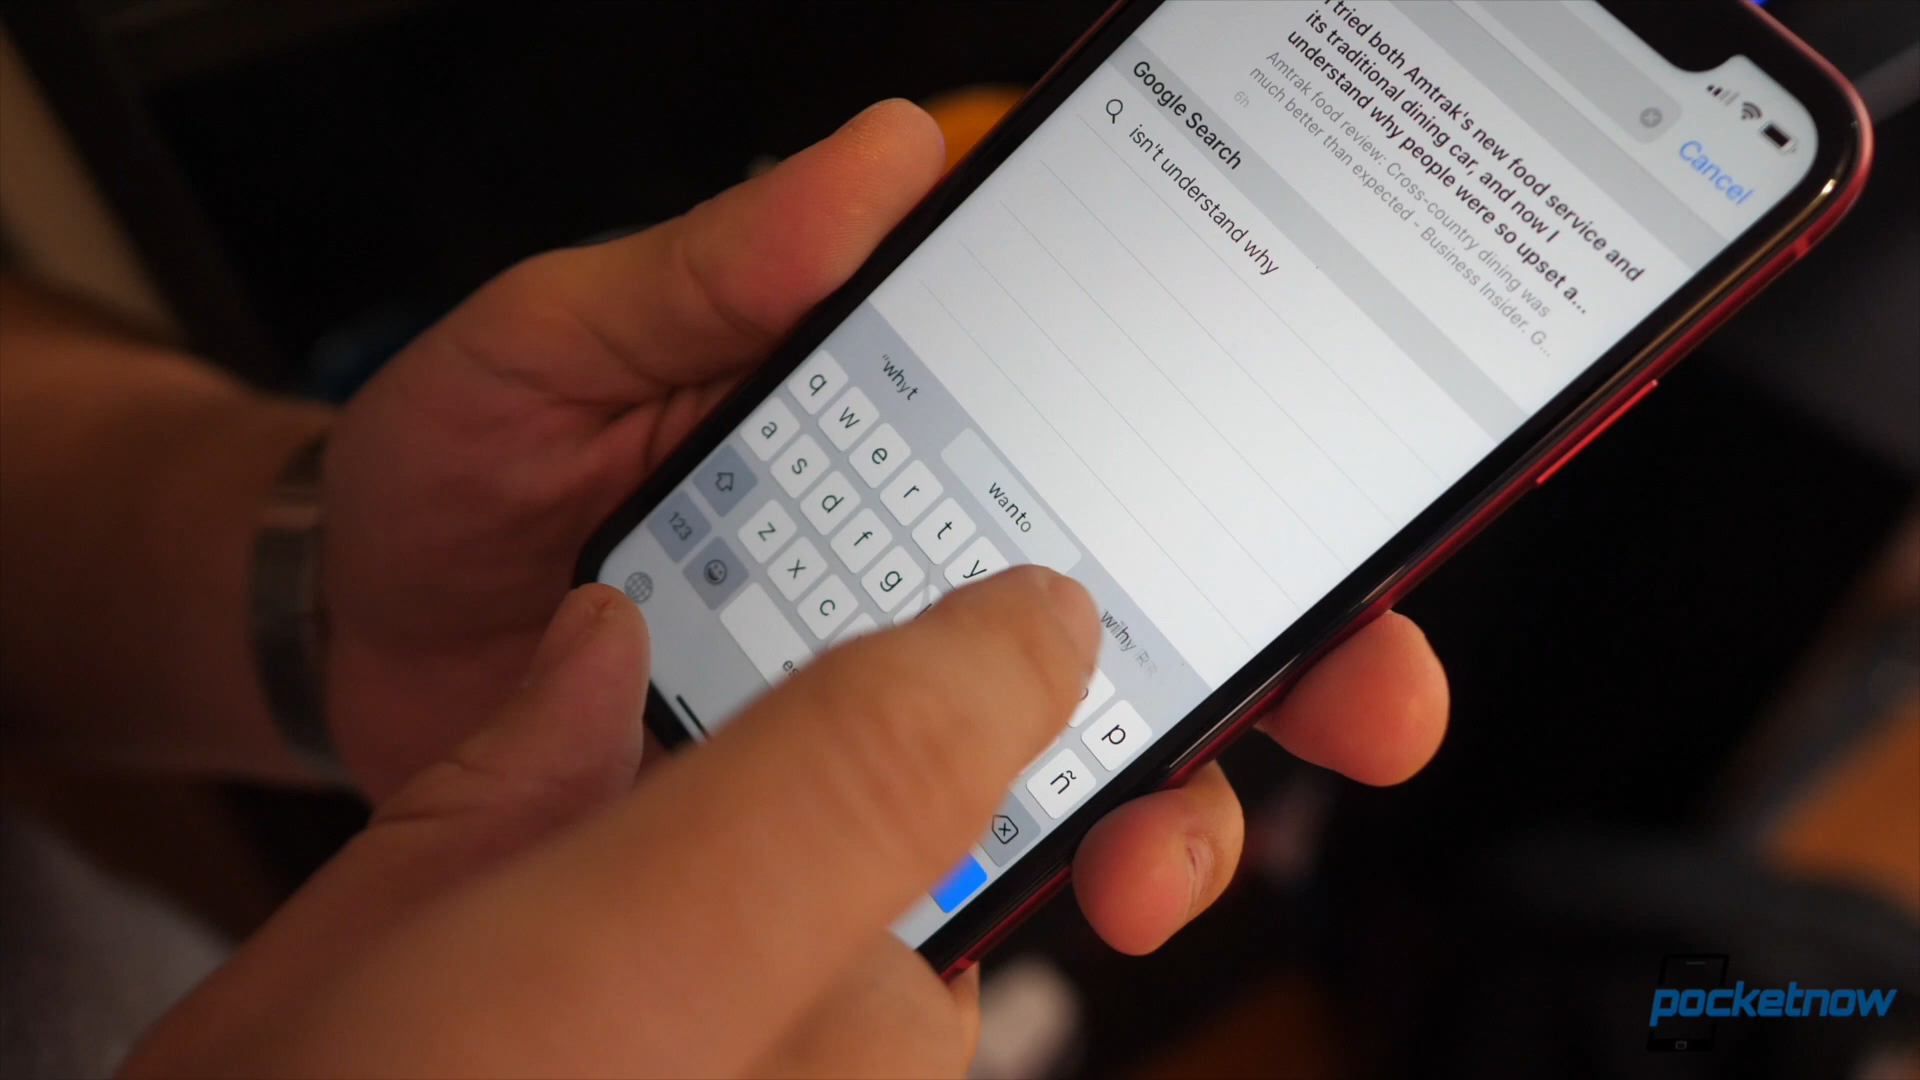 Cancel
I tried both Amtrak's new food service and
its traditional dining car, and now I
understand why people were so upset a...
Amtrak food review: Cross-country dining was
much better than expected - Business Insider. G...
6h
Google Search
isn't understand why
"whyt
wanto
q w e r t y p
a s d f g ñ
z x c
123
pocketnow